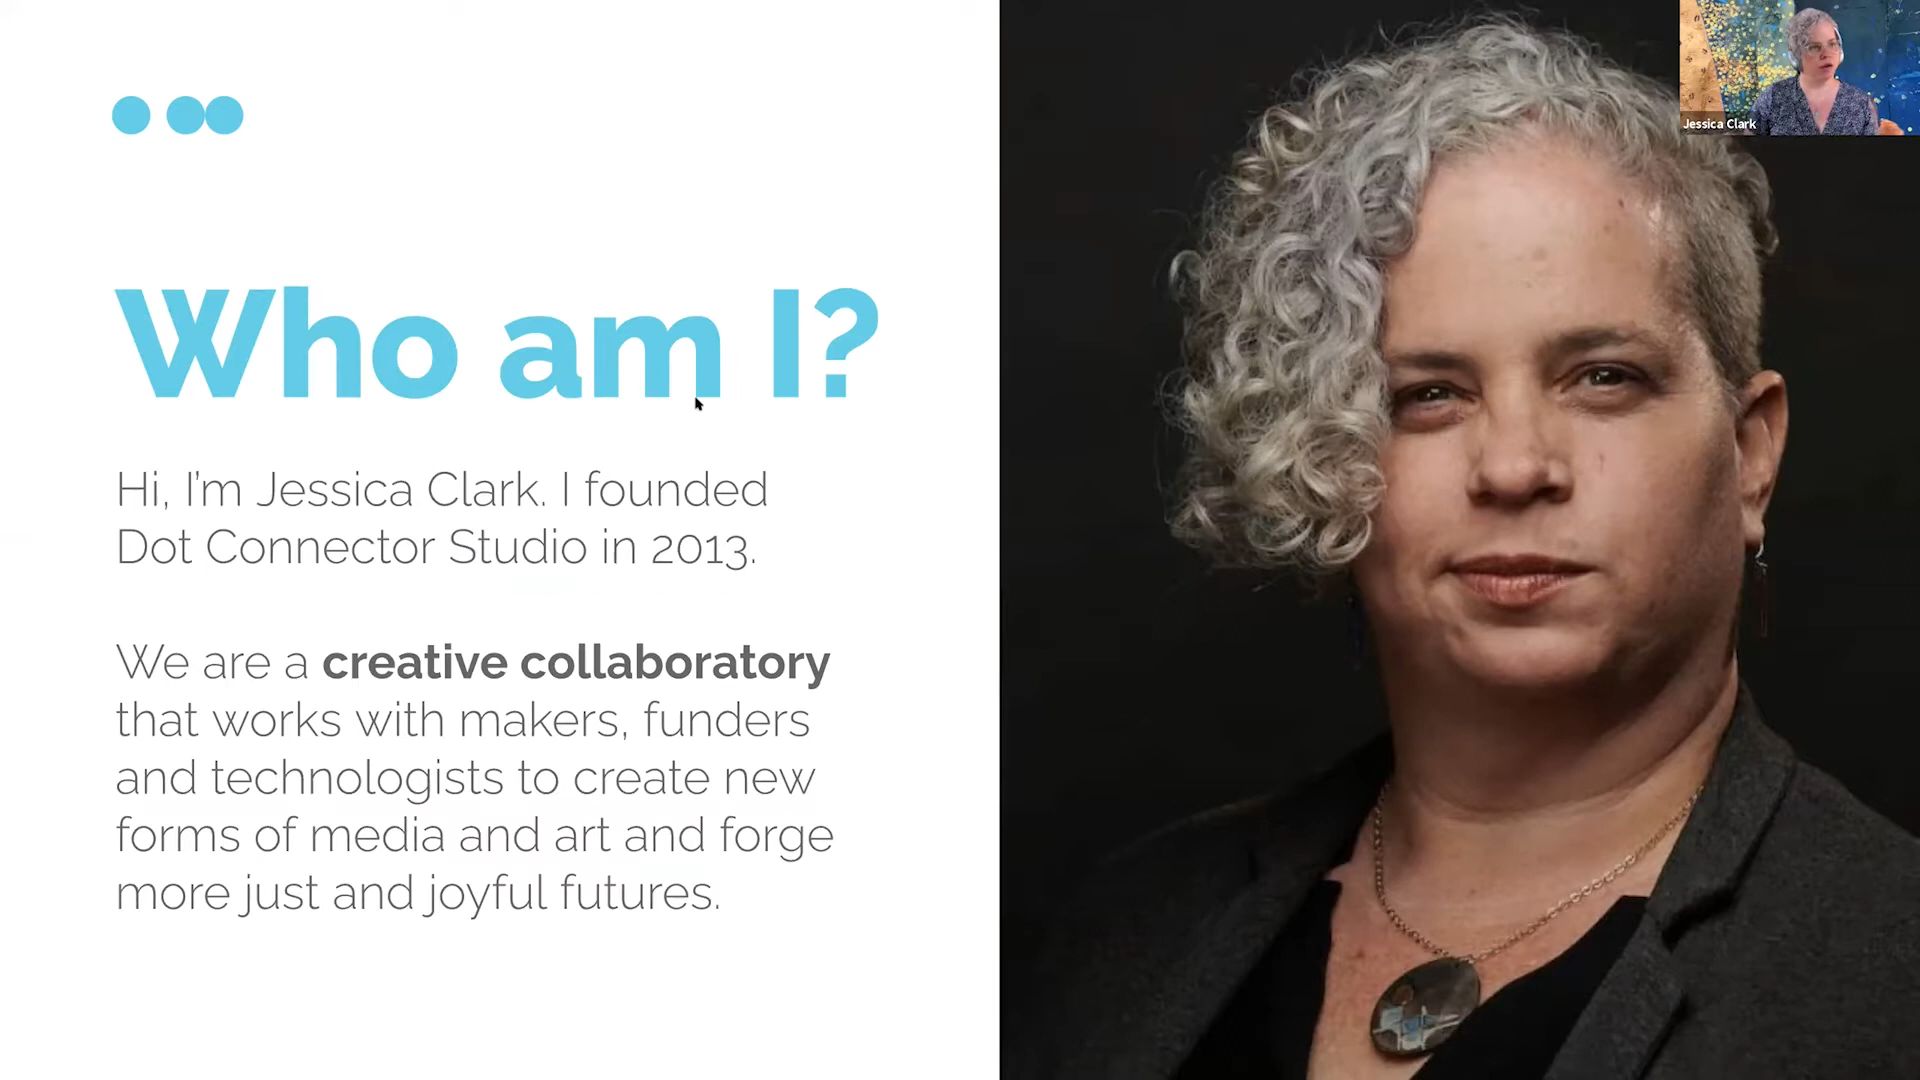 Jessica Clark
Who am I?
Hi, I'm Jessica Clark. I founded
Dot Connector Studio in 2013.
We are a creative collaboratory
that works with makers, funders
and technologists to create new
forms of media and art and forge
more just and joyful futures.